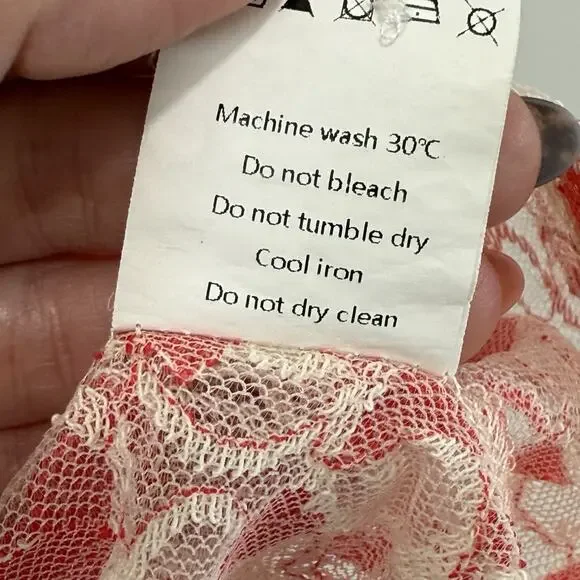 Machine wash 30℃
Do not bleach
Do not tumble dry
Cool iron
Do not dry clean